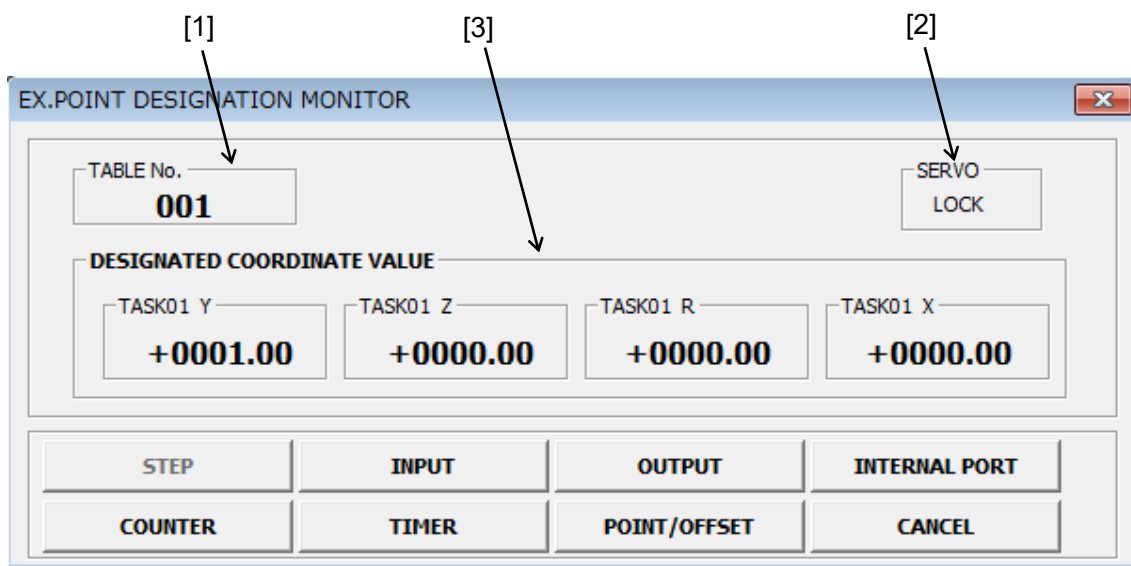 [1] [3] [2]
EX.POINT DESIGNATION MONITOR
TABLE No. SERVO
001 LOCK
DESIGNATED COORDINATE VALUE
TASK01 Y TASK01 Z TASK01 R TASK01 X
+0001.00 +0000.00 +0000.00 +0000.00
STEP INPUT OUTPUT INTERNAL PORT
COUNTER TIMER POINT/OFFSET CANCEL